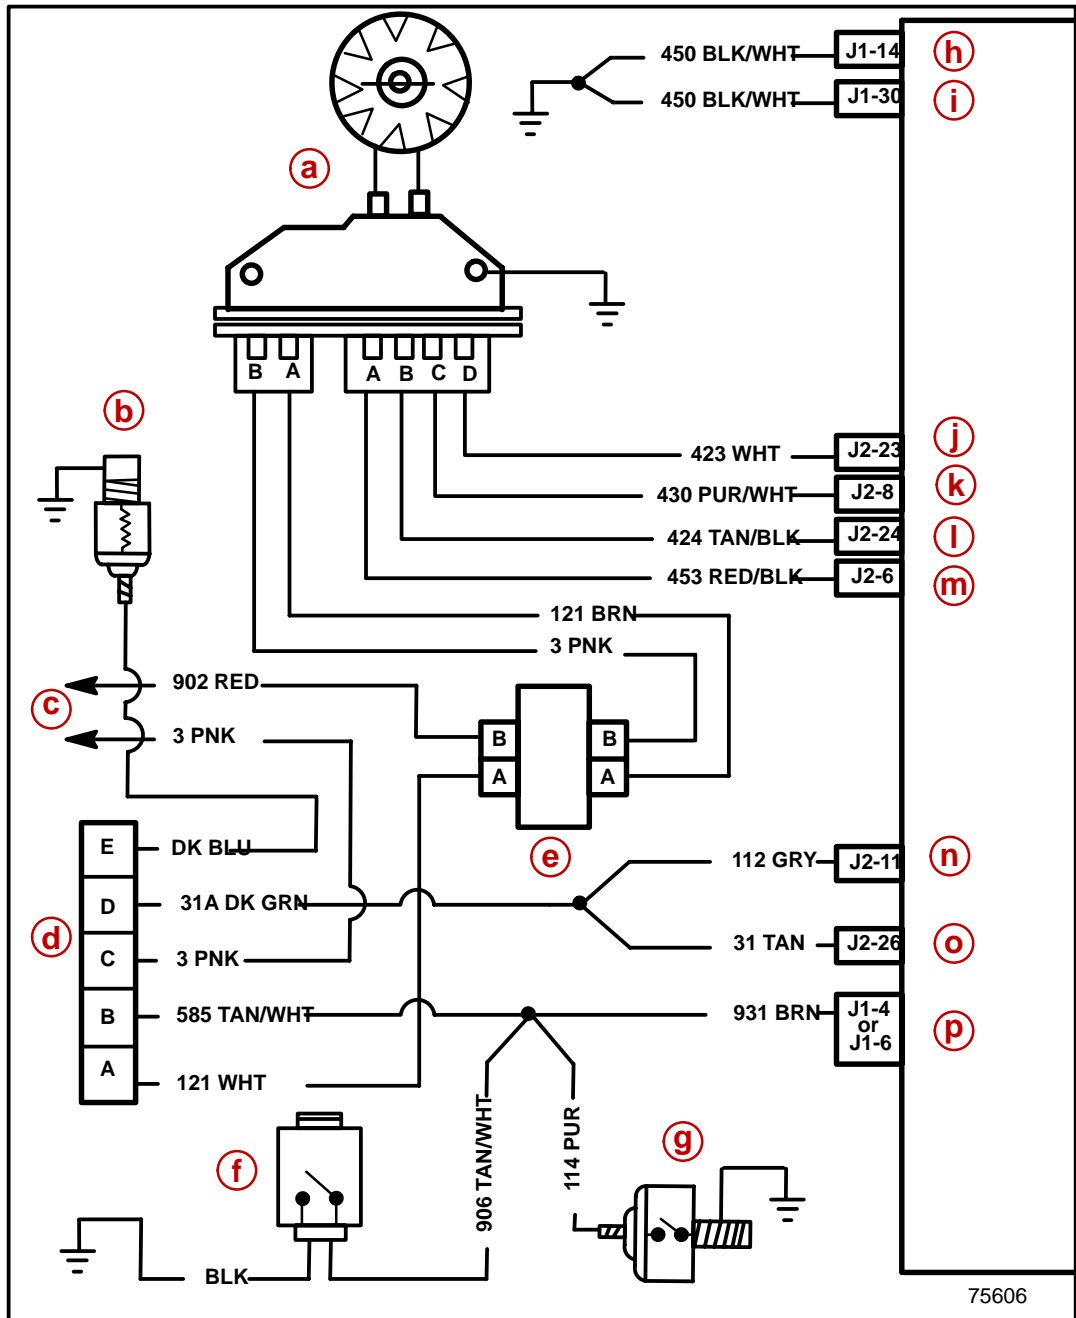 450 BLK/WHT
J1-14
h
450 BLK/WHT
J1-30
i
a
B A
A B C D
b
423 WHT
J2-23
j
430 PUR/WHT
J2-8
k
424 TAN/BLK
J2-24
l
453 RED/BLK
J2-6
m
121 BRN
3 PNK
902 RED
c
3 PNK
B
B
A
A
e
E
DK BLU
112 GRY
J2-11
n
D
31A DK GRN
d
31 TAN
J2-26
o
C
3 PNK
B
585 TAN/WHT
931 BRN
J1-4
or
J1-6
p
A
121 WHT
906 TAN/WHT
114 PUR
f
g
BLK
75606